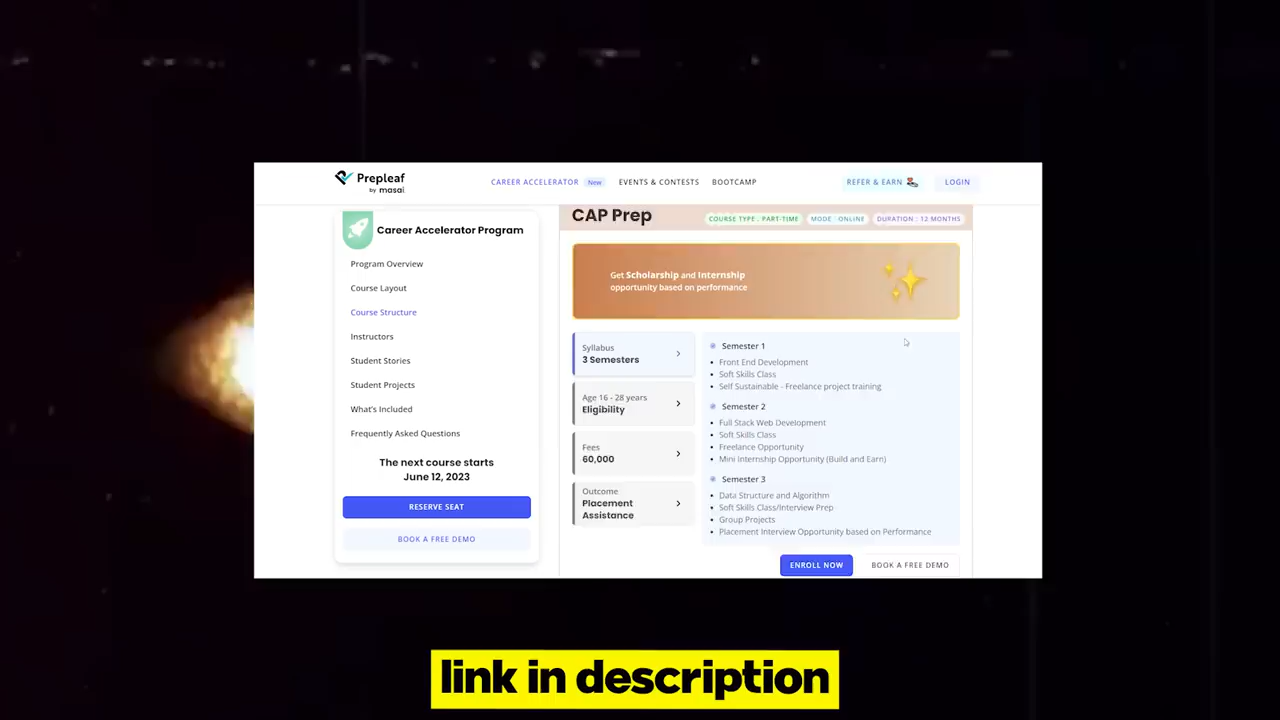 Prepleaf
by masai
CAREER ACCELERATOR New
EVENTS & CONTESTS
BOOTCAMP
REFER & EARN
LOGIN
Career Accelerator Program
Program Overview
Course Layout
Course Structure
Instructors
Student Stories
Student Projects
What's Included
Frequently Asked Questions
The next course starts
June 12, 2023
RESERVE SEAT
BOOK A FREE DEMO
CAP Prep
COURSE TYPE : PART-TIME
MODE : ONLINE
DURATION : 12 MONTHS
Get Scholarship and Internship
opportunity based on performance
Syllabus
3 Semesters
Age 16 - 28 years
Eligibility
Fees
60,000
Outcome
Placement
Assistance
Semester 1
Front End Development
Soft Skills Class
Self Sustainable - Freelance project training
Semester 2
Full Stack Web Development
Soft Skills Class
Freelance Opportunity
Mini Internship Opportunity (Build and Earn)
Semester 3
Data Structure and Algorithm
Soft Skills Class/Interview Prep
Group Projects
Placement Interview Opportunity based on Performance
ENROLL NOW
BOOK A FREE DEMO
link in description